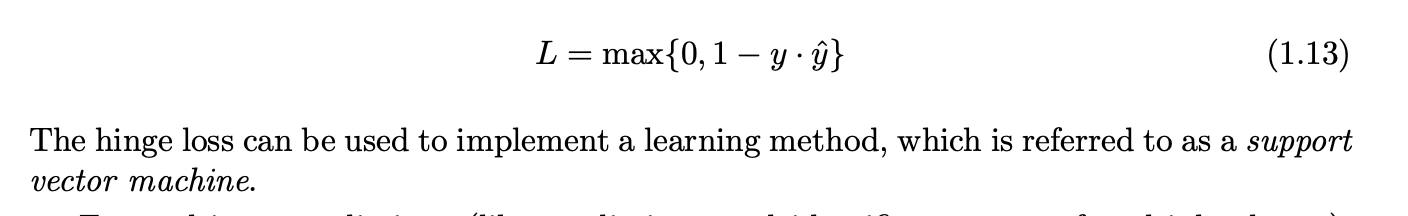 L = max{0, 1 − y · ŷ} (1.13)
The hinge loss can be used to implement a learning method, which is referred to as a support
vector machine.